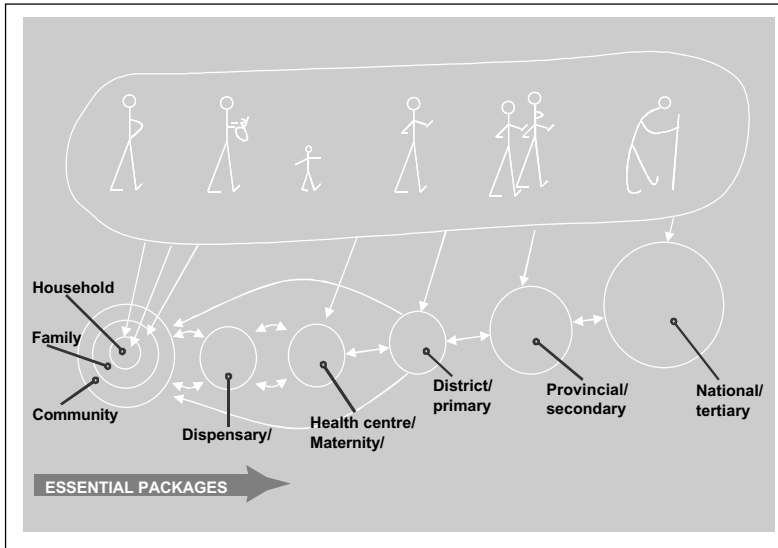 Household
Family
Community
Dispensary/
Health centre/
Maternity/
District/
primary
Provincial/
secondary
National/
tertiary
ESSENTIAL PACKAGES